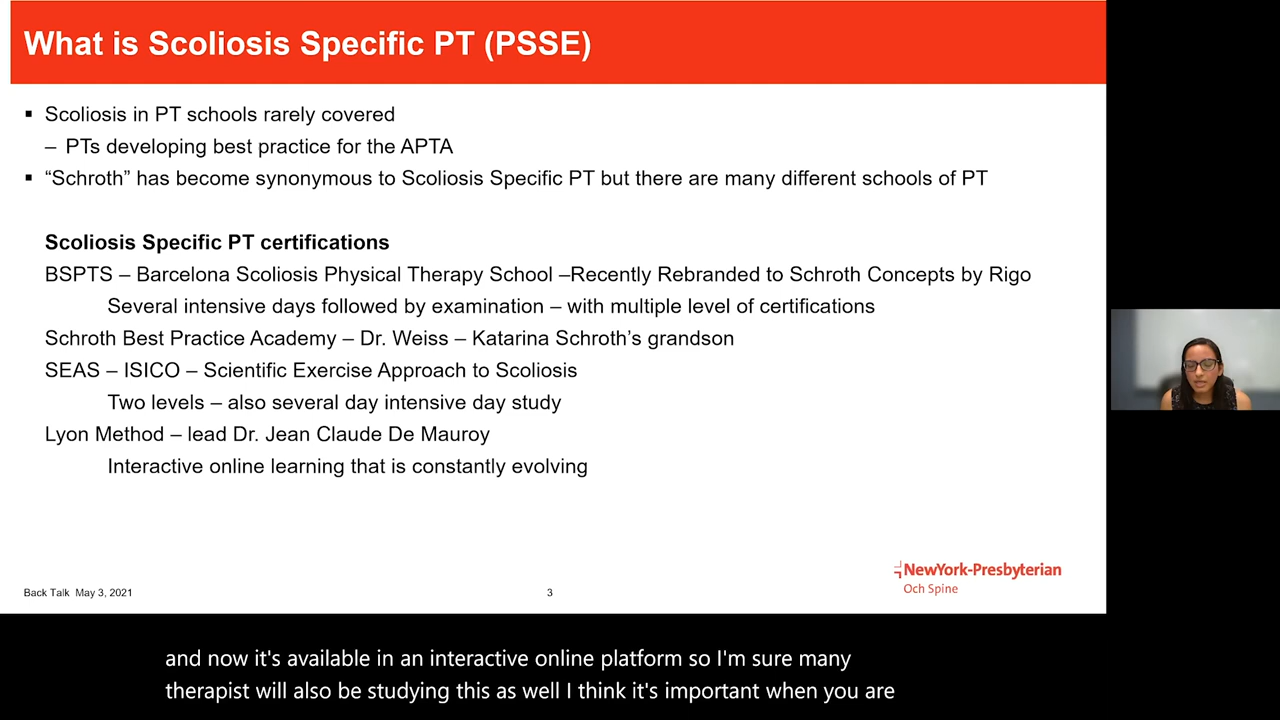 What is Scoliosis Specific PT (PSSE)
▪ Scoliosis in PT schools rarely covered
– PTs developing best practice for the APTA
▪ “Schroth” has become synonymous to Scoliosis Specific PT but there are many different schools of PT
Scoliosis Specific PT certifications
BSPTS – Barcelona Scoliosis Physical Therapy School –Recently Rebranded to Schroth Concepts by Rigo
Several intensive days followed by examination – with multiple level of certifications
Schroth Best Practice Academy – Dr. Weiss – Katarina Schroth’s grandson
SEAS – ISICO – Scientific Exercise Approach to Scoliosis
Two levels – also several day intensive day study
Lyon Method – lead Dr. Jean Claude De Mauroy
Interactive online learning that is constantly evolving
NewYork-Presbyterian
Och Spine
Back Talk May 3, 2021
3
and now it's available in an interactive online platform so I'm sure many
therapist will also be studying this as well I think it's important when you are